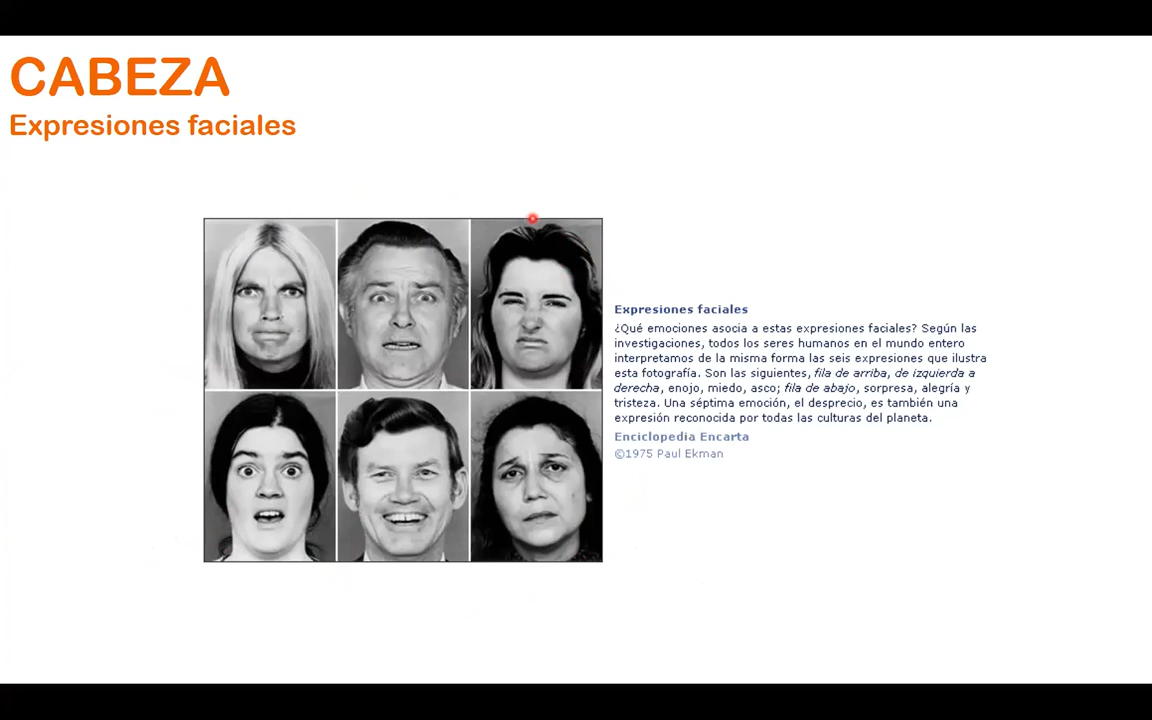 CABEZA
Expresiones faciales
Expresiones faciales
¿Qué emociones asocia a estas expresiones faciales? Según las
investigaciones, todos los seres humanos en el mundo entero
interpretamos de la misma forma las seis expresiones que ilustra
esta fotografía. Son las siguientes, fila de arriba, de izquierda a
derecha, enojo, miedo, asco; fila de abajo, sorpresa, alegría y
tristeza. Una séptima emoción, el desprecio, es también una
expresión reconocida por todas las culturas del planeta.
Enciclopedia Encarta
©1975 Paul Ekman